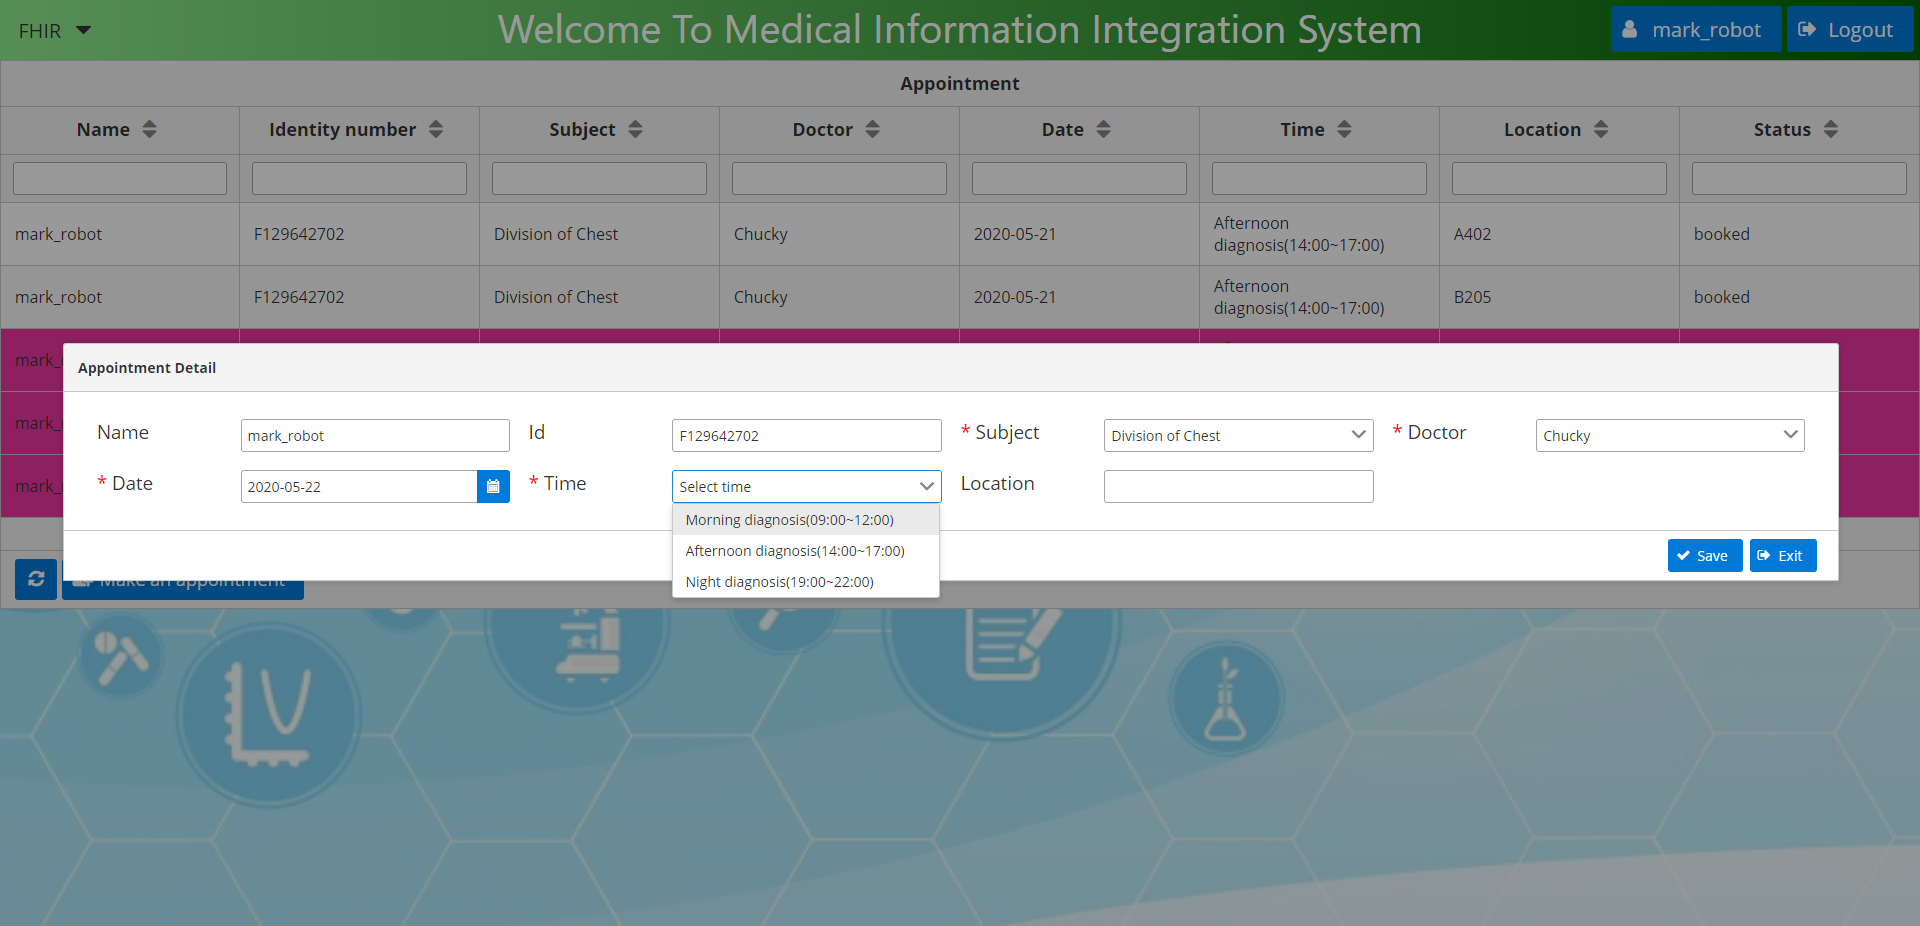 FHIR
Welcome To Medical Information Integration System
mark_robot
Logout
Appointment
Name Identity number Subject Doctor Date Time Location Status
mark_robot F129642702 Division of Chest Chucky 2020-05-21 Afternoon diagnosis(14:00~17:00) A402 booked
mark_robot F129642702 Division of Chest Chucky 2020-05-21 Afternoon diagnosis(14:00~17:00) B205 booked
mark_
Appointment Detail
Name mark_robot Id F129642702 * Subject Division of Chest * Doctor Chucky
mark_
* Date 2020-05-22 * Time Select time Location
mark_
Morning diagnosis(09:00~12:00)
Afternoon diagnosis(14:00~17:00)
Night diagnosis(19:00~22:00)
Save Exit
Make an appointment